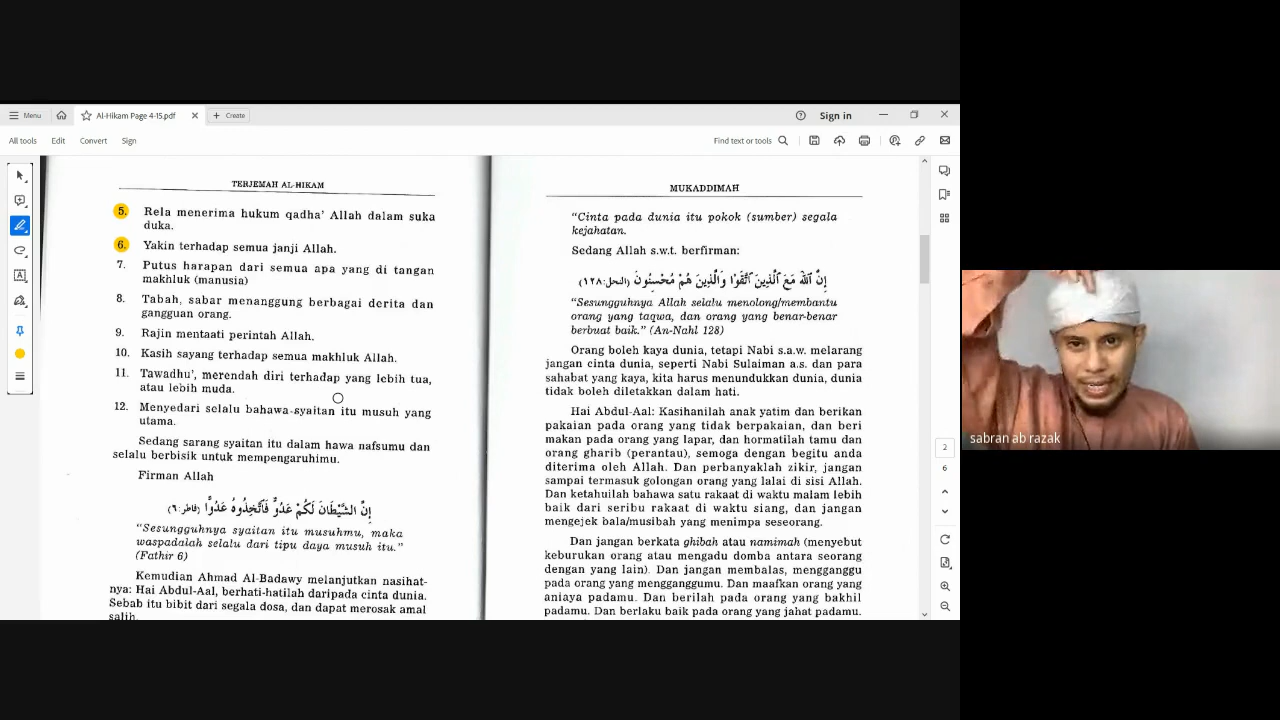 Menu
Al-Hikam Page 4-15.pdf
Create
Sign in
All tools
Edit
Convert
Sign
Find text or tools
TERJEMAH AL-HIKAM
5. Rela menerima hukum qadha' Allah dalam suka
duka.
6. Yakin terhadap semua janji Allah.
7. Putus harapan dari semua apa yang di tangan
makhluk (manusia)
8. Tabah, sabar menanggung berbagai derita dan
gangguan orang.
9. Rajin mentaati perintah Allah.
10. Kasih sayang terhadap semua makhluk Allah.
11. Tawadhu', merendah diri terhadap yang lebih tua,
atau lebih muda.
12. Menyedari selalu bahawa-syaitan itu musuh yang
utama.
Sedang sarang syaitan itu dalam hawa nafsumu dan
selalu berbisik untuk mempengaruhimu.
Firman Allah
إِنَّ الشَّيْطَانَ لَكُمْ عَدُوٌّ فَاتَّخِذُوهُ عَدُوًّا (فاطر:٦)
"Sesungguhnya syaitan itu musuhmu, maka
waspadalah selalu dari tipu daya musuh itu."
(Fathir 6)
Kemudian Ahmad Al-Badawy melanjutkan nasihat-
nya: Hai Abdul-Aal, berhati-hatilah daripada cinta dunia.
Sebab itu bibit dari segala dosa, dan dapat merosak amal
salih.
MUKADDIMAH
"Cinta pada dunia itu pokok (sumber) segala
kejahatan.
Sedang Allah s.w.t. berfirman:
إِنَّ اللّٰهَ مَعَ الَّذِينَ اتَّقَوْا وَالَّذِينَ هُمْ مُحْسِنُونَ (النحل:١٢٨)
"Sesungguhnya Allah selalu menolong/membantu
orang yang taqwa, dan orang yang benar-benar
berbuat baik." (An-Nahl 128)
Orang boleh kaya dunia, tetapi Nabi s.a.w. melarang
jangan cinta dunia, seperti Nabi Sulaiman a.s. dan para
sahabat yang kaya, kita harus menundukkan dunia, dunia
tidak boleh diletakkan dalam hati.
Hai Abdul-Aal: Kasihanilah anak yatim dan berikan
pakaian pada orang yang tidak berpakaian, dan beri
makan pada orang yang lapar, dan hormatilah tamu dan
orang gharib (perantau), semoga dengan begitu anda
diterima oleh Allah. Dan perbanyaklah zikir, jangan
sampai termasuk golongan orang yang lalai di sisi Allah.
Dan ketahuilah bahawa satu rakaat di waktu malam lebih
baik dari seribu rakaat di waktu siang, dan jangan
mengejek bala/musibah yang menimpa seseorang.
Dan jangan berkata ghibah atau namimah (menyebut
keburukan orang atau mengadu domba antara seorang
dengan yang lain). Dan jangan membalas, mengganggu
pada orang yang mengganggumu. Dan maafkan orang yang
aniaya padamu. Dan berilah pada orang yang bakhil
padamu. Dan berlaku baik pada orang yang jahat padamu.
2
6
sabran ab razak